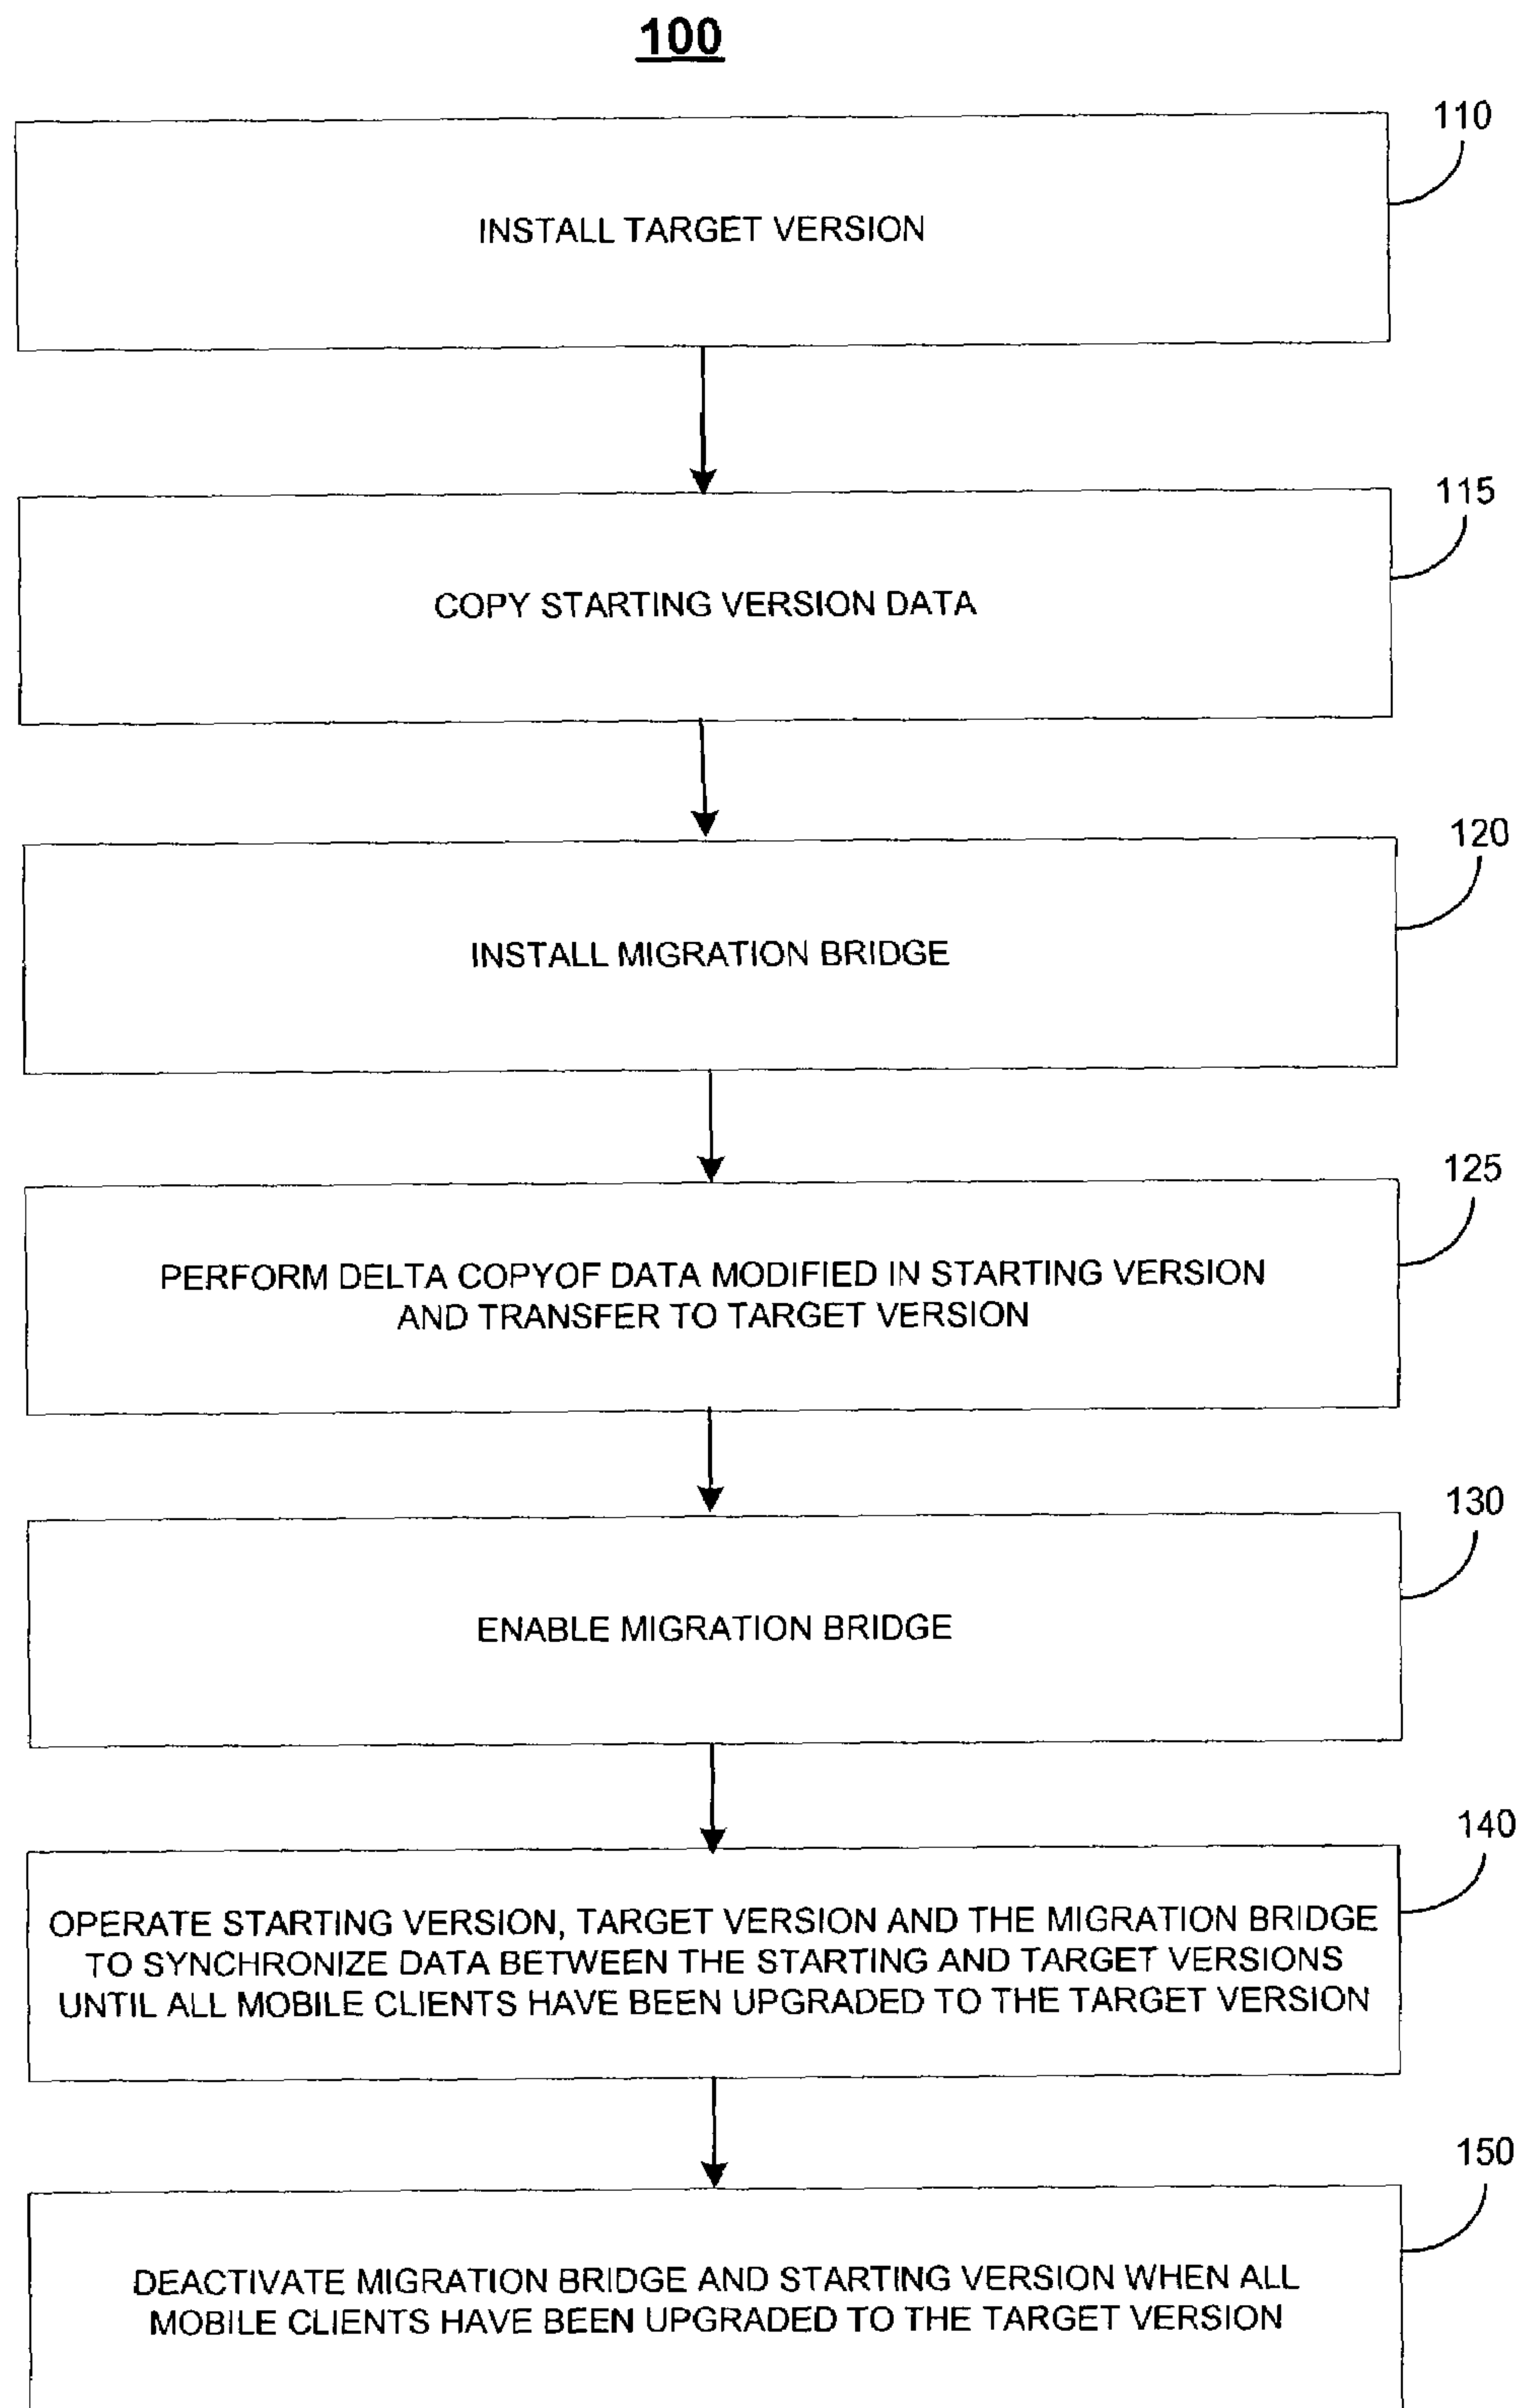 100
110
INSTALL TARGET VERSION
115
COPY STARTING VERSION DATA
120
INSTALL MIGRATION BRIDGE
125
PERFORM DELTA COPYOF DATA MODIFIED IN STARTING VERSION
AND TRANSFER TO TARGET VERSION
130
ENABLE MIGRATION BRIDGE
140
OPERATE STARTING VERSION, TARGET VERSION AND THE MIGRATION BRIDGE
TO SYNCHRONIZE DATA BETWEEN THE STARTING AND TARGET VERSIONS
UNTIL ALL MOBILE CLIENTS HAVE BEEN UPGRADED TO THE TARGET VERSION
150
DEACTIVATE MIGRATION BRIDGE AND STARTING VERSION WHEN ALL
MOBILE CLIENTS HAVE BEEN UPGRADED TO THE TARGET VERSION